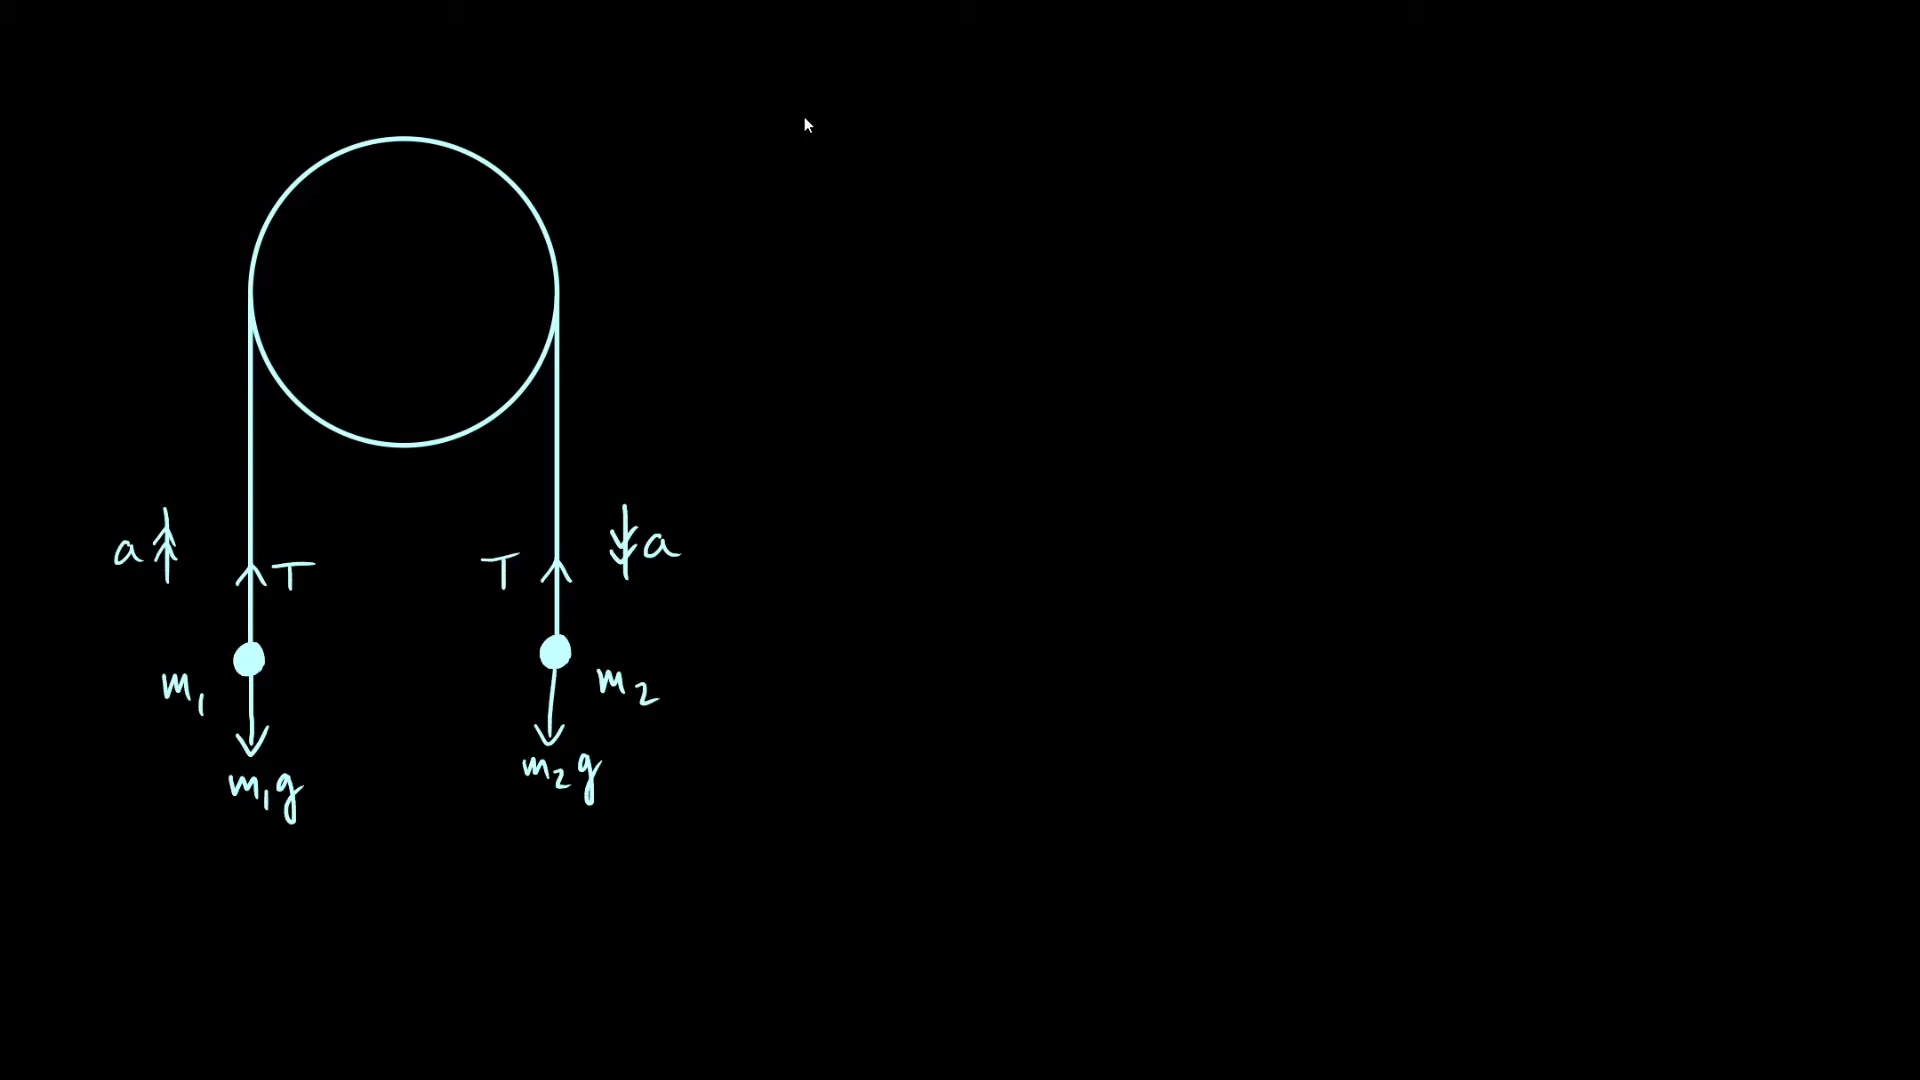 a T T a
m₁ m₂
m₁g m₂g